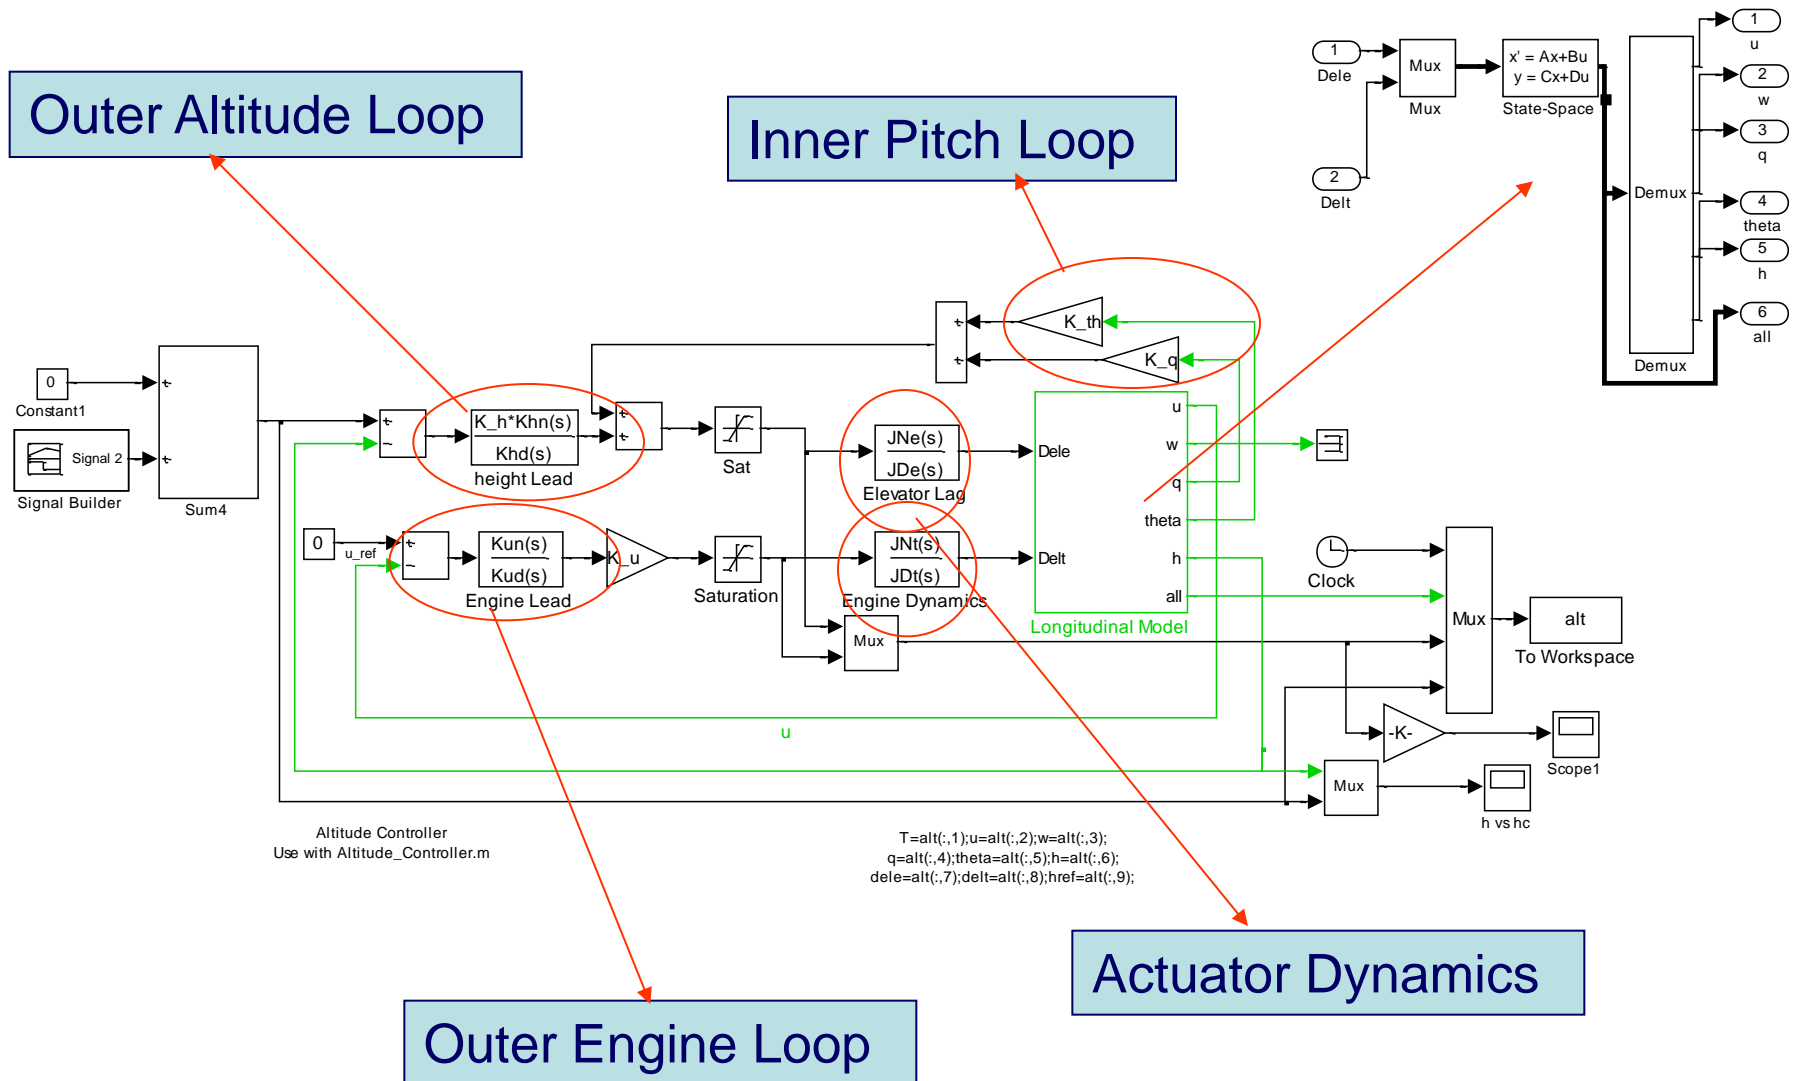 Outer Altitude Loop
Inner Pitch Loop
1
Dele
2
Delt
Mux
Mux
x' = Ax+Bu
y = Cx+Du
State-Space
Demux
Demux
1
u
2
w
3
q
4
theta
5
h
6
all
0
Constant1
Signal 2
Signal Builder
+
+
Sum4
+
−
K_h*Khn(s)
Khd(s)
height Lead
+
+
+
+
K_th
K_q
Sat
JNe(s)
JDe(s)
Elevator Lag
0
u_ref
+
−
Kun(s)
Kud(s)
Engine Lead
K_u
Saturation
JNt(s)
JDt(s)
Engine Dynamics
Mux
Dele
Delt
u
w
q
theta
h
all
Longitudinal Model
Clock
Mux
alt
To Workspace
u
-K-
Scope1
Mux
h vs hc
Altitude Controller
Use with Altitude_Controller.m
T=alt(:,1);u=alt(:,2);w=alt(:,3);
q=alt(:,4);theta=alt(:,5);h=alt(:,6);
dele=alt(:,7);delt=alt(:,8);href=alt(:,9);
Actuator Dynamics
Outer Engine Loop